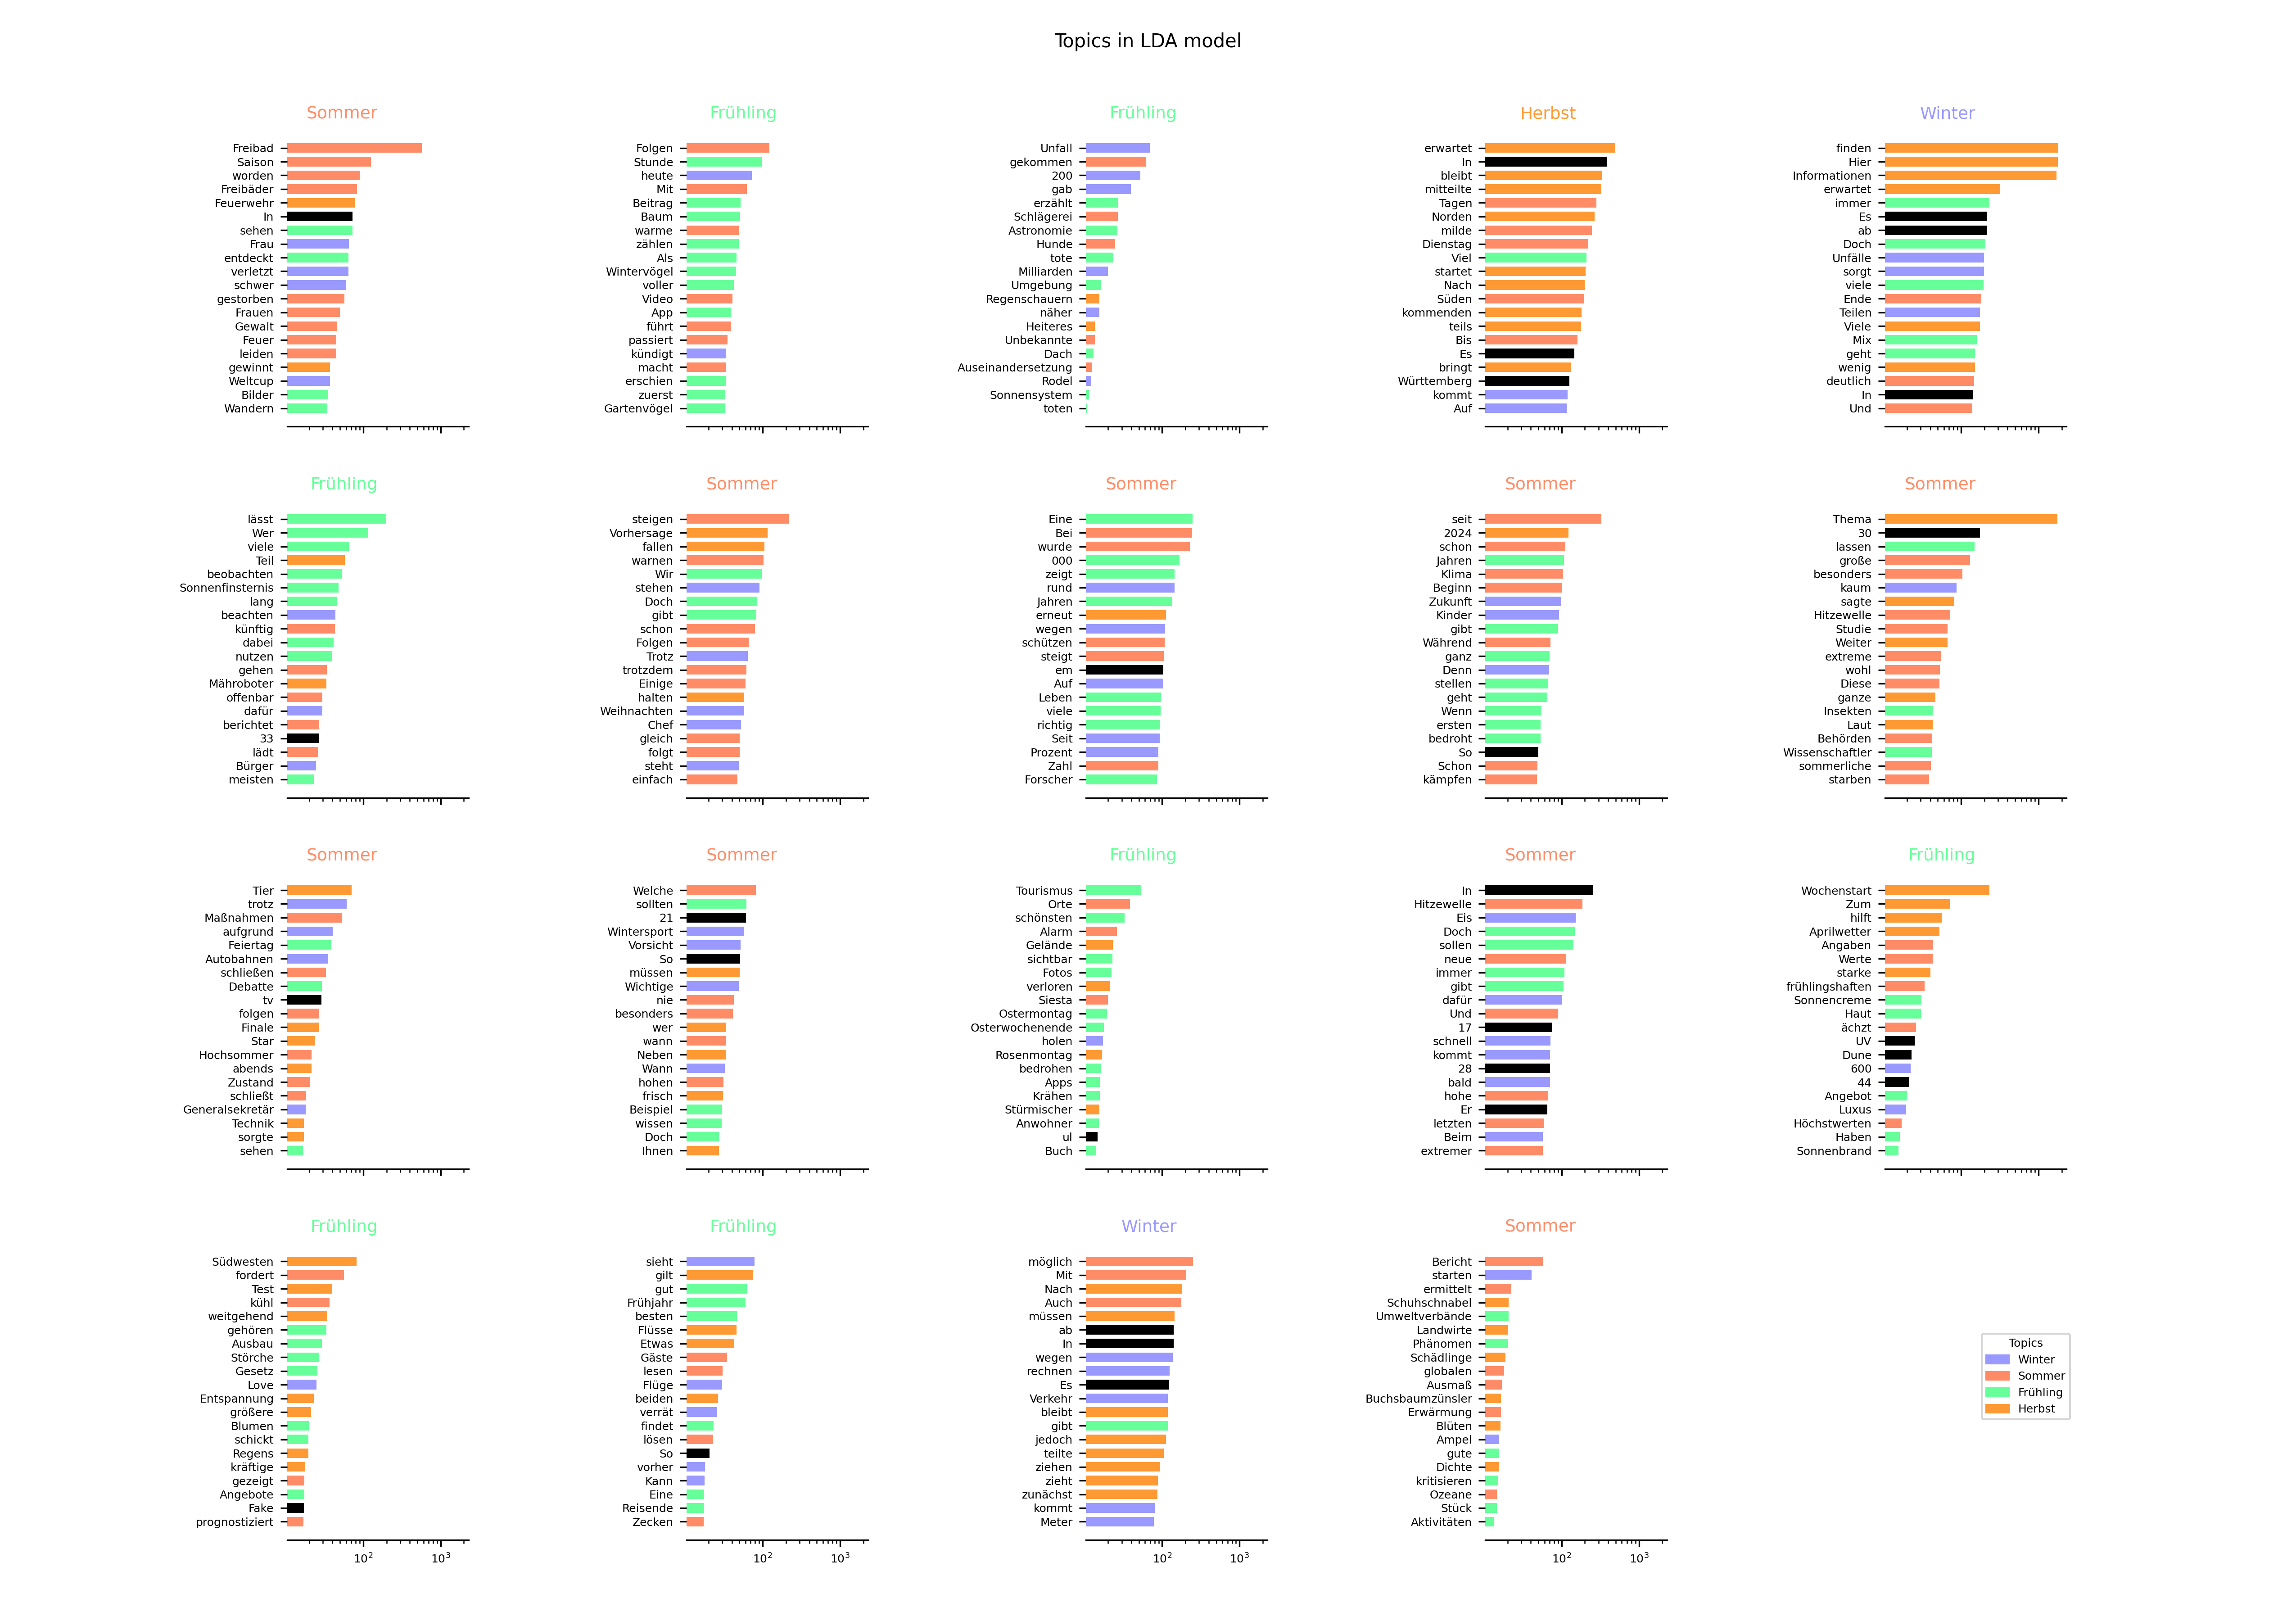 Topics in LDA model
Sommer
Freibad
Saison
worden
Freibäder
Feuerwehr
In
sehen
Frau
entdeckt
verletzt
schwer
gestorben
Frauen
Gewalt
Feuer
leiden
gewinnt
Weltcup
Bilder
Wandern
Frühling
Folgen
Stunde
heute
Mit
Beitrag
Baum
warme
zählen
Als
Wintervögel
voller
Video
App
führt
passiert
kündigt
macht
erschien
zuerst
Gartenvögel
Frühling
Unfall
gekommen
200
gab
erzählt
Schlägerei
Astronomie
Hunde
tote
Milliarden
Umgebung
Regenschauern
näher
Heiteres
Unbekannte
Dach
Auseinandersetzung
Rodel
Sonnensystem
toten
Herbst
erwartet
In
bleibt
mitteilte
Tagen
Norden
milde
Dienstag
Viel
startet
Nach
Süden
kommenden
teils
Bis
Es
bringt
Württemberg
kommt
Auf
Winter
finden
Hier
Informationen
erwartet
immer
Es
ab
Doch
Unfälle
sorgt
viele
Ende
Teilen
Viele
Mix
geht
wenig
deutlich
In
Und
Frühling
lässt
Wer
viele
Teil
beobachten
Sonnenfinsternis
lang
beachten
künftig
dabei
nutzen
gehen
Mähroboter
offenbar
dafür
berichtet
33
lädt
Bürger
meisten
Sommer
steigen
Vorhersage
fallen
warnen
Wir
stehen
Doch
gibt
schon
Folgen
Trotz
trotzdem
Einige
halten
Weihnachten
Chef
gleich
folgt
steht
einfach
Sommer
Eine
Bei
wurde
000
zeigt
rund
Jahren
erneut
wegen
schützen
steigt
em
Auf
Leben
viele
richtig
Seit
Prozent
Zahl
Forscher
Sommer
seit
2024
schon
Jahren
Klima
Beginn
Zukunft
Kinder
gibt
Während
ganz
Denn
stellen
geht
Wenn
ersten
bedroht
So
Schon
kämpfen
Sommer
Thema
30
lassen
große
besonders
kaum
sagte
Hitzewelle
Studie
Weiter
extreme
wohl
Diese
ganze
Insekten
Laut
Behörden
Wissenschaftler
sommerliche
starben
Sommer
Tier
trotz
Maßnahmen
aufgrund
Feiertag
Autobahnen
schließen
Debatte
tv
folgen
Finale
Star
Hochsommer
abends
Zustand
schließt
Generalsekretär
Technik
sorgte
sehen
Sommer
Welche
sollten
21
Wintersport
Vorsicht
So
müssen
Wichtige
nie
besonders
wer
wann
Neben
Wann
hohen
frisch
Beispiel
wissen
Doch
Ihnen
Frühling
Tourismus
Orte
schönsten
Alarm
Gelände
sichtbar
Fotos
verloren
Siesta
Ostermontag
Osterwochenende
holen
Rosenmontag
bedrohen
Apps
Krähen
Stürmischer
Anwohner
ul
Buch
Sommer
In
Hitzewelle
Eis
Doch
sollen
neue
immer
gibt
dafür
Und
17
schnell
kommt
28
bald
hohe
Er
letzten
Beim
extremer
Frühling
Wochenstart
Zum
hilft
Aprilwetter
Angaben
Werte
starke
frühlingshaften
Sonnencreme
Haut
ächzt
UV
Dune
600
44
Angebot
Luxus
Höchstwerten
Haben
Sonnenbrand
Frühling
Südwesten
fordert
Test
kühl
weitgehend
gehören
Ausbau
Störche
Gesetz
Love
Entspannung
größere
Blumen
schickt
Regens
kräftige
gezeigt
Angebote
Fake
prognostiziert
10²
10³
Frühling
sieht
gilt
gut
Frühjahr
besten
Flüsse
Etwas
Gäste
lesen
Flüge
beiden
verrät
findet
lösen
So
vorher
Kann
Eine
Reisende
Zecken
10²
10³
Winter
möglich
Mit
Nach
Auch
müssen
ab
In
wegen
rechnen
Es
Verkehr
bleibt
gibt
jedoch
teilte
ziehen
zieht
zunächst
kommt
Meter
10²
10³
Sommer
Bericht
starten
ermittelt
Schuhschnabel
Umweltverbände
Landwirte
Phänomen
Schädlinge
globalen
Ausmaß
Buchsbaumzünsler
Erwärmung
Blüten
Ampel
gute
Dichte
kritisieren
Ozeane
Stück
Aktivitäten
10²
10³
Topics
Winter
Sommer
Frühling
Herbst